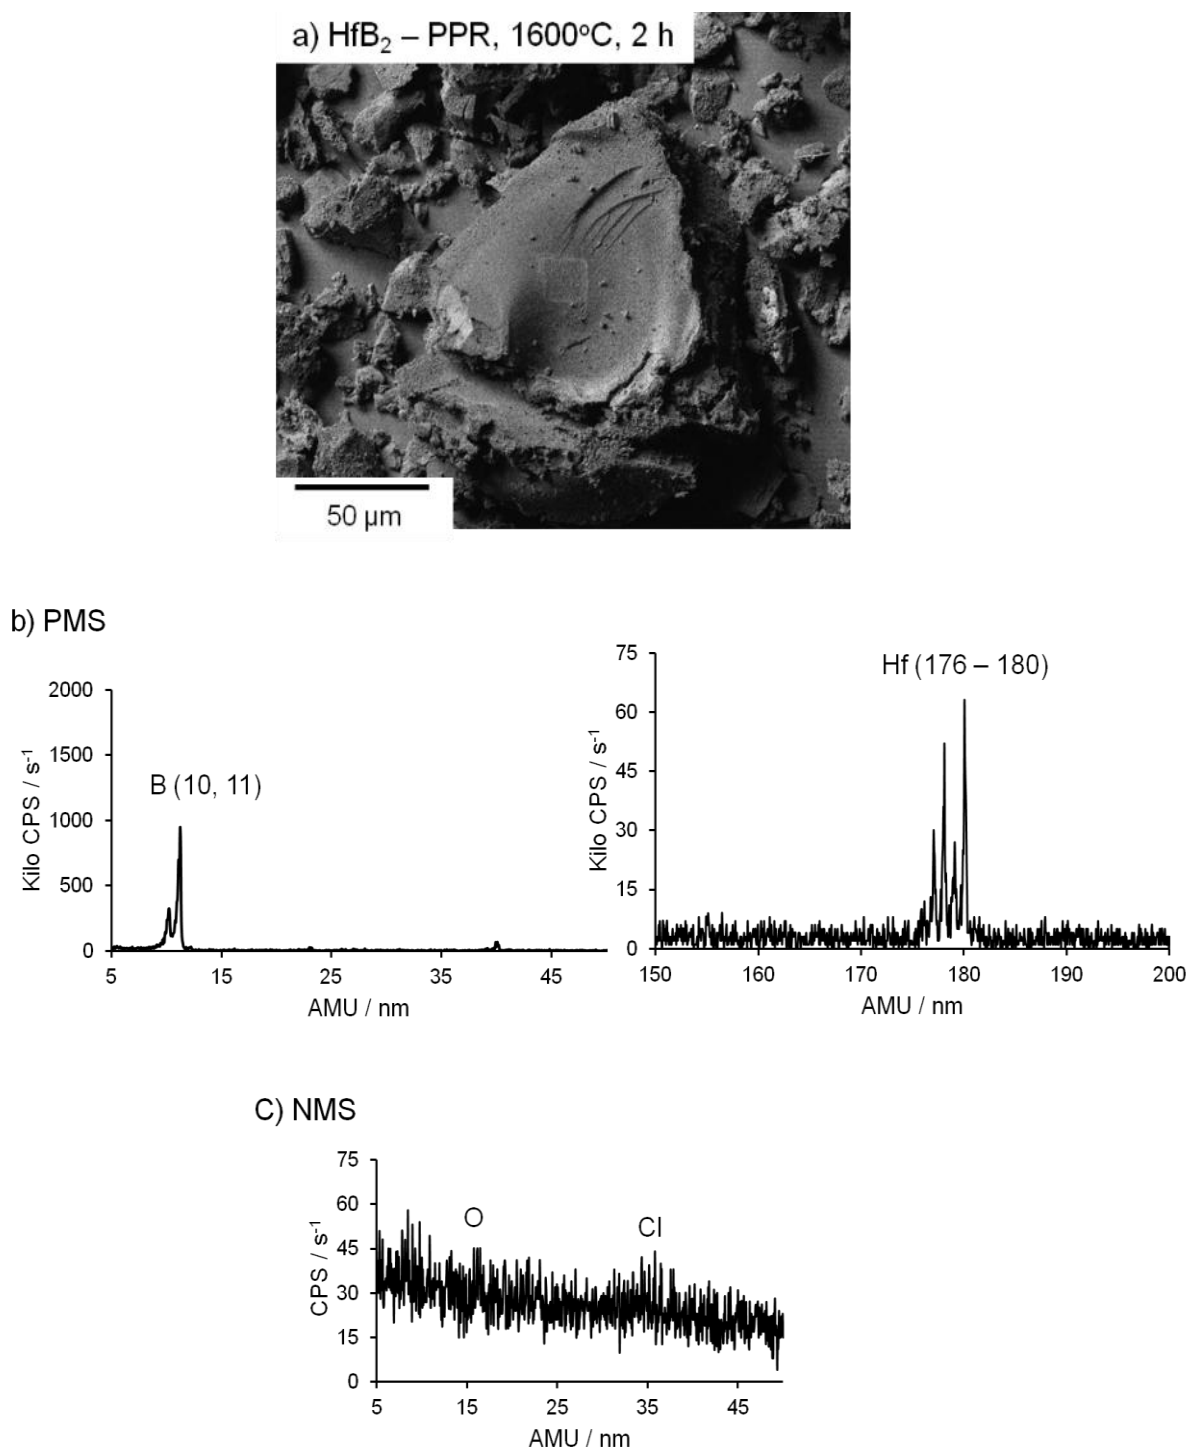 a) HfB₂ – PPR, 1600°C, 2 h
50 µm
b) PMS
2000
1500
1000
500
0
Kilo CPS / s⁻¹
B (10, 11)
5
15
25
35
45
AMU / nm
75
60
45
30
15
0
Kilo CPS / s⁻¹
Hf (176 – 180)
150
160
170
180
190
200
AMU / nm
C) NMS
75
60
45
30
15
0
CPS / s⁻¹
O
Cl
5
15
25
35
45
AMU / nm